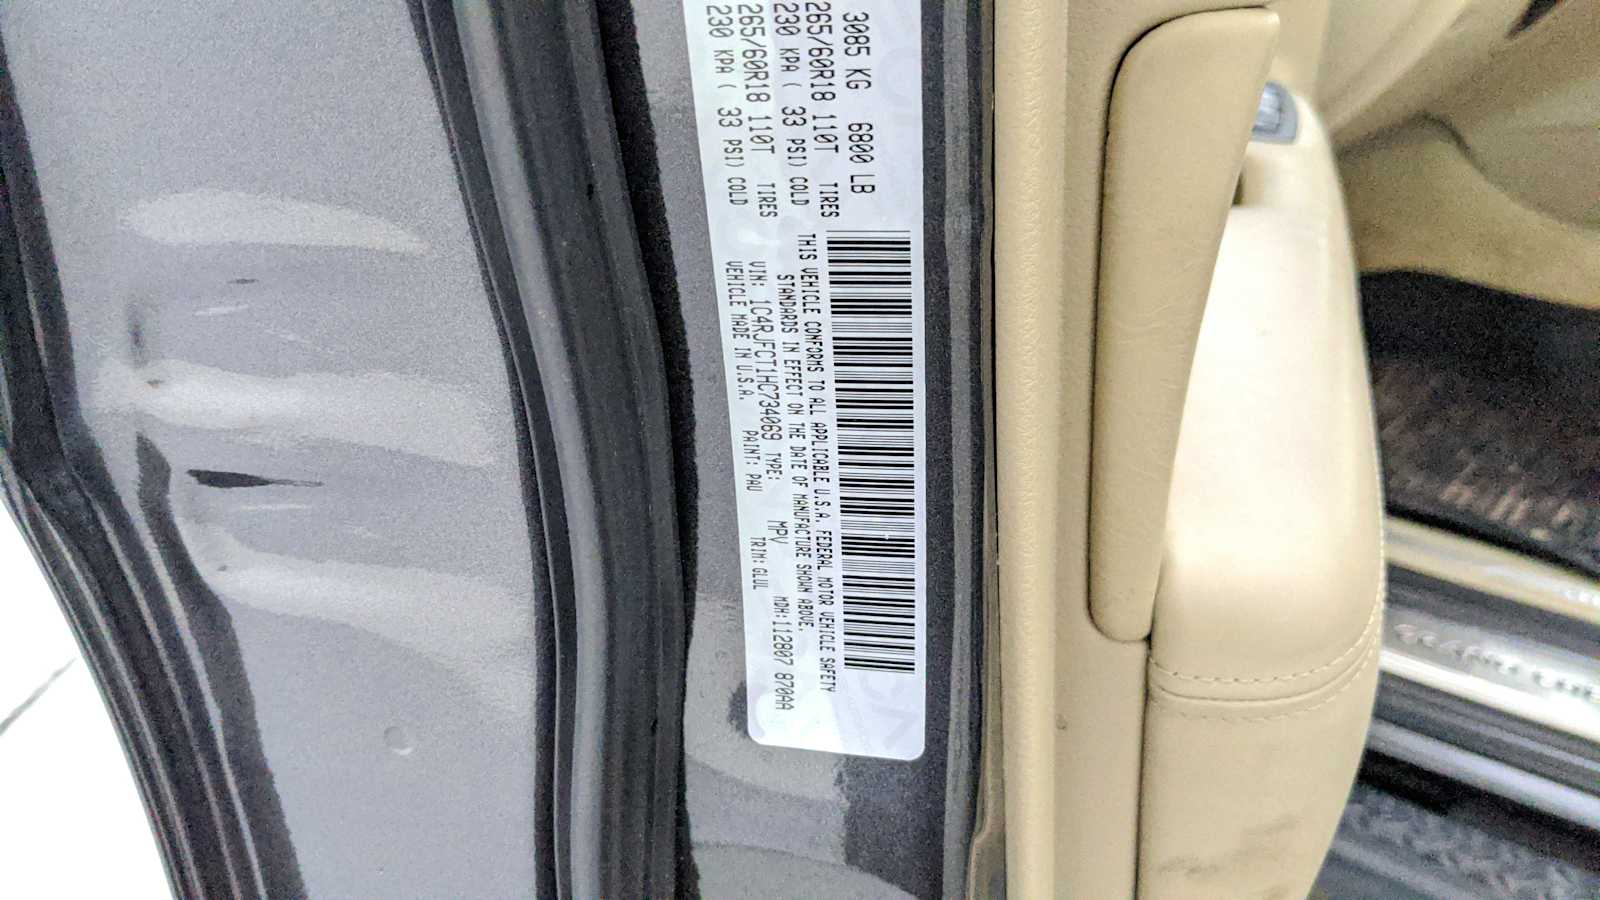 3085 KG 6800 LB
265/60R18 110T TIRES
230 KPA ( 33 PSI) COLD
265/60R18 110T TIRES
230 KPA ( 33 PSI) COLD
THIS VEHICLE CONFORMS TO ALL APPLICABLE U.S.A. FEDERAL MOTOR VEHICLE SAFETY
STANDARDS IN EFFECT ON THE DATE OF MANUFACTURE SHOWN ABOVE.
VIN: 1C4RJFCT1HC734069 TYPE: MPV MDH:112807 870AA
VEHICLE MADE IN U.S.A. PAINT: PAU TRIM: GLUL